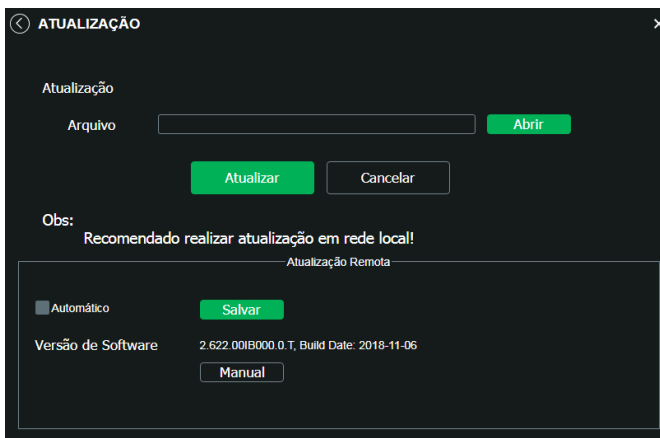 ATUALIZAÇÃO
Atualização
Arquivo
Abrir
Atualizar
Cancelar
Obs:
Recomendado realizar atualização em rede local!
Atualização Remota
Automático
Salvar
Versão de Software
2.622.00IB000.0.T, Build Date: 2018-11-06
Manual